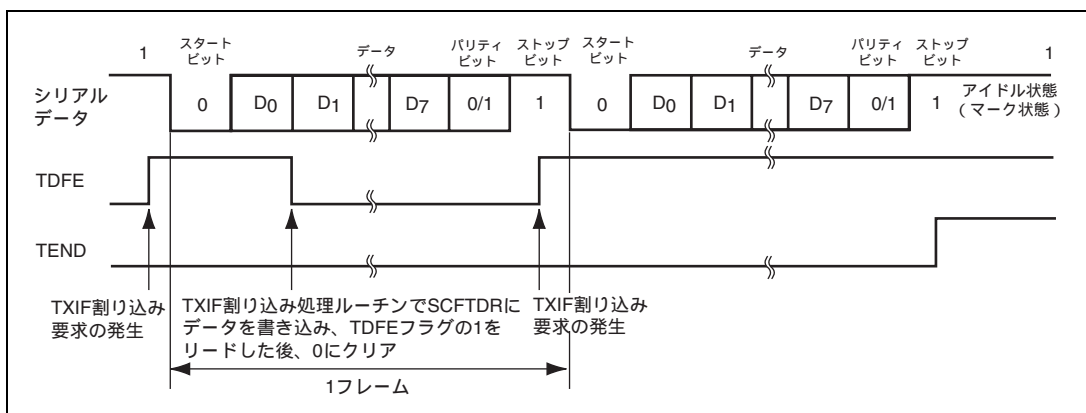 1 スタート ビット データ パリティ ビット ストップ ビット スタート ビット データ パリティ ビット ストップ ビット 1
シリアル データ 0 D0 D1 D7 0/1 1 0 D0 D1 D7 0/1 1 アイドル状態 (マーク状態)
TDFE
TEND
TXIF割り込み
要求の発生
TXIF割り込み処理ルーチンでSCFTDRに
データを書き込み、TDFEフラグの1を
リードした後、0にクリア
TXIF割り込み
要求の発生
1フレーム